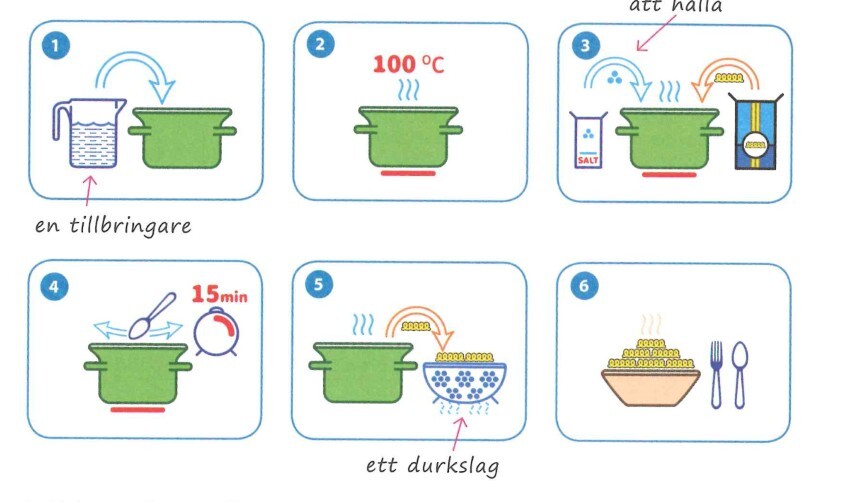 att hälla
1
2
100 °C
3
SALT
en tillbringare
4
15min
5
6
ett durkslag